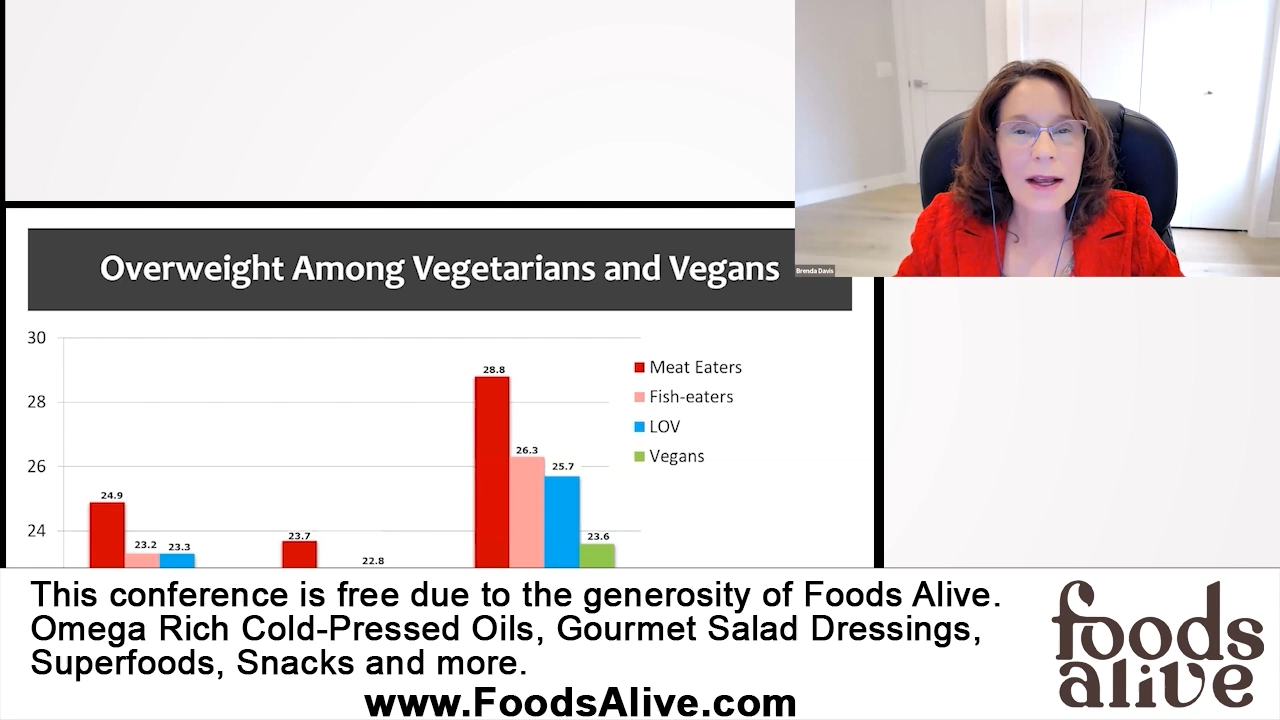 Brenda Davis
Overweight Among Vegetarians and Vegans
30
28
26
24
24.9
23.2
23.3
23.7
22.8
28.8
26.3
25.7
23.6
Meat Eaters
Fish-eaters
LOV
Vegans
This conference is free due to the generosity of Foods Alive.
Omega Rich Cold-Pressed Oils, Gourmet Salad Dressings,
Superfoods, Snacks and more.
www.FoodsAlive.com
foods
alive